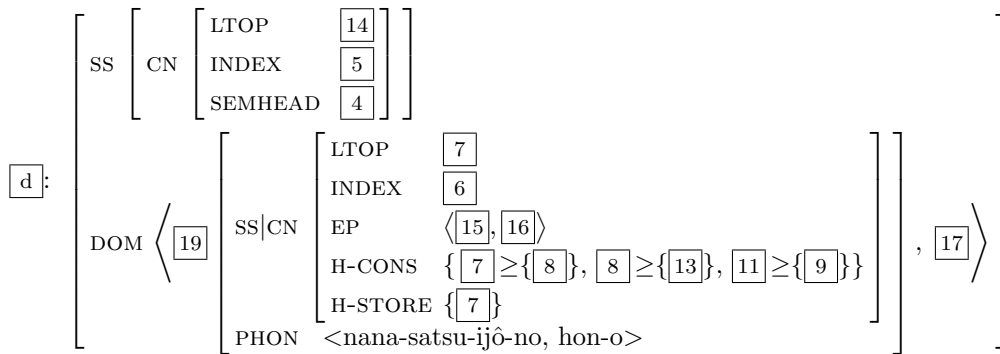 LTOP 14
SS CN INDEX 5
SEMHEAD 4
d:
LTOP 7
INDEX 6
DOM ⟨ 19 SS|CN EP ⟨15, 16⟩ , 17 ⟩
H-CONS { 7 ≥{ 8 }, 8 ≥{13}, 11 ≥{ 9 }}
H-STORE { 7 }
PHON <nana-satsu-ijô-no, hon-o>